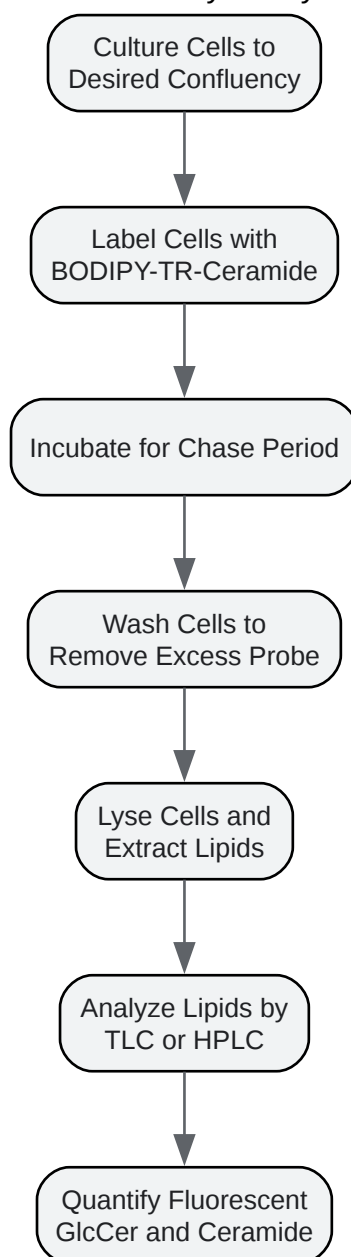 Culture Cells to
Desired Confluency
Label Cells with
BODIPY-TR-Ceramide
Incubate for Chase Period
Wash Cells to
Remove Excess Probe
Lyse Cells and
Extract Lipids
Analyze Lipids by
TLC or HPLC
Quantify Fluorescent
GlcCer and Ceramide